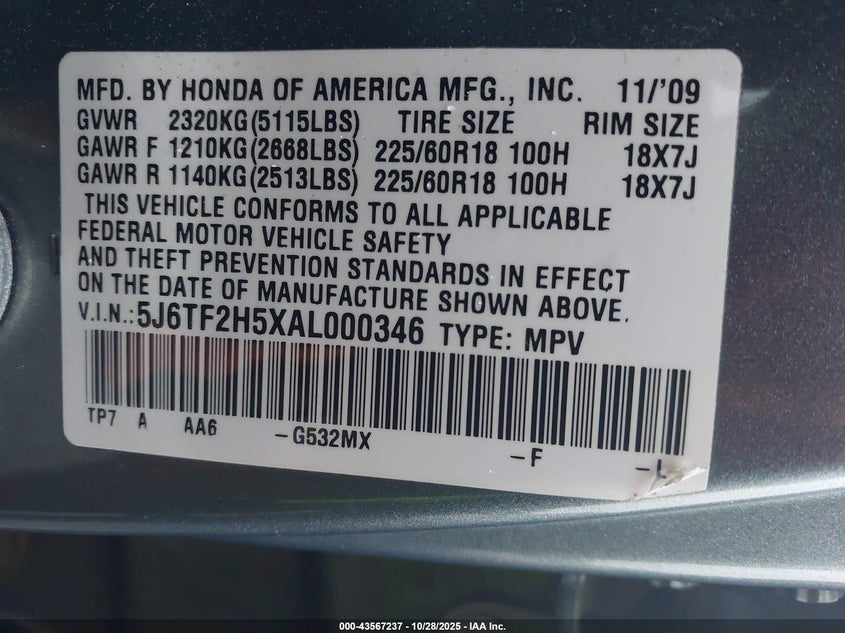 MFD. BY HONDA OF AMERICA MFG., INC. 11/'09
GVWR 2320KG(5115LBS) TIRE SIZE RIM SIZE
GAWR F 1210KG(2668LBS) 225/60R18 100H 18X7J
GAWR R 1140KG(2513LBS) 225/60R18 100H 18X7J
THIS VEHICLE CONFORMS TO ALL APPLICABLE
FEDERAL MOTOR VEHICLE SAFETY
AND THEFT PREVENTION STANDARDS IN EFFECT
ON THE DATE OF MANUFACTURE SHOWN ABOVE.
V.I.N.:5J6TF2H5XAL000346 TYPE: MPV
TP7 A AA6 -G532MX -F -L
000-43567237 - 10/28/2025 - IAA Inc.